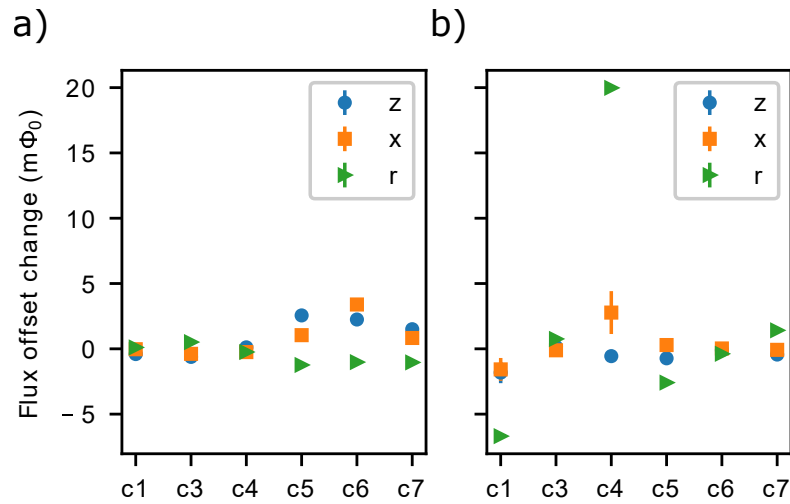 a)
b)
Flux offset change (mΦ0)
20
15
10
5
0
−5
z
x
r
z
x
r
c1 c3 c4 c5 c6 c7
c1 c3 c4 c5 c6 c7